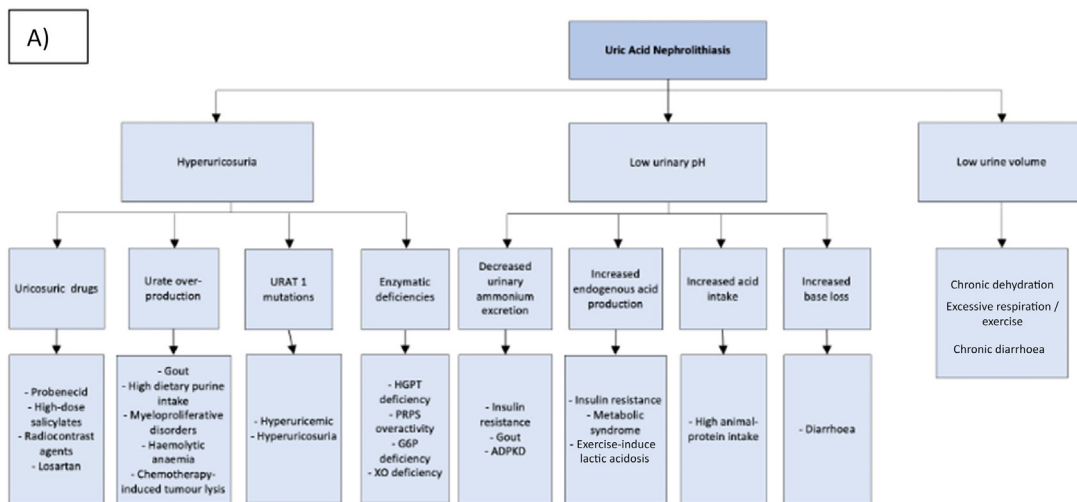 A)
Uric Acid Nephrolithiasis
Hyperuricosuria
Low urinary pH
Low urine volume
Uricosuric drugs
Urate over-
production
URAT 1
mutations
Enzymatic
deficiencies
Decreased
urinary
ammonium
excretion
Increased
endogenous acid
production
Increased acid
intake
Increased
base loss
Chronic dehydration
Excessive respiration /
exercise
Chronic diarrhoea
- Probenecid
- High-dose
salicylates
- Radiocontrast
agents
- Losartan
- Gout
- High dietary purine
intake
- Myeloproliferative
disorders
- Haemolytic
anaemia
- Chemotherapy-
induced tumour lysis
- Hyperuricemic
- Hyperuricosuria
- HGPT
deficiency
- PRPS
overactivity
- G6P
deficiency
- XO deficiency
- Insulin
resistance
- Gout
- ADPKD
- Insulin resistance
- Metabolic
syndrome
- Exercise-induce
lactic acidosis
- High animal-
protein intake
- Diarrhoea